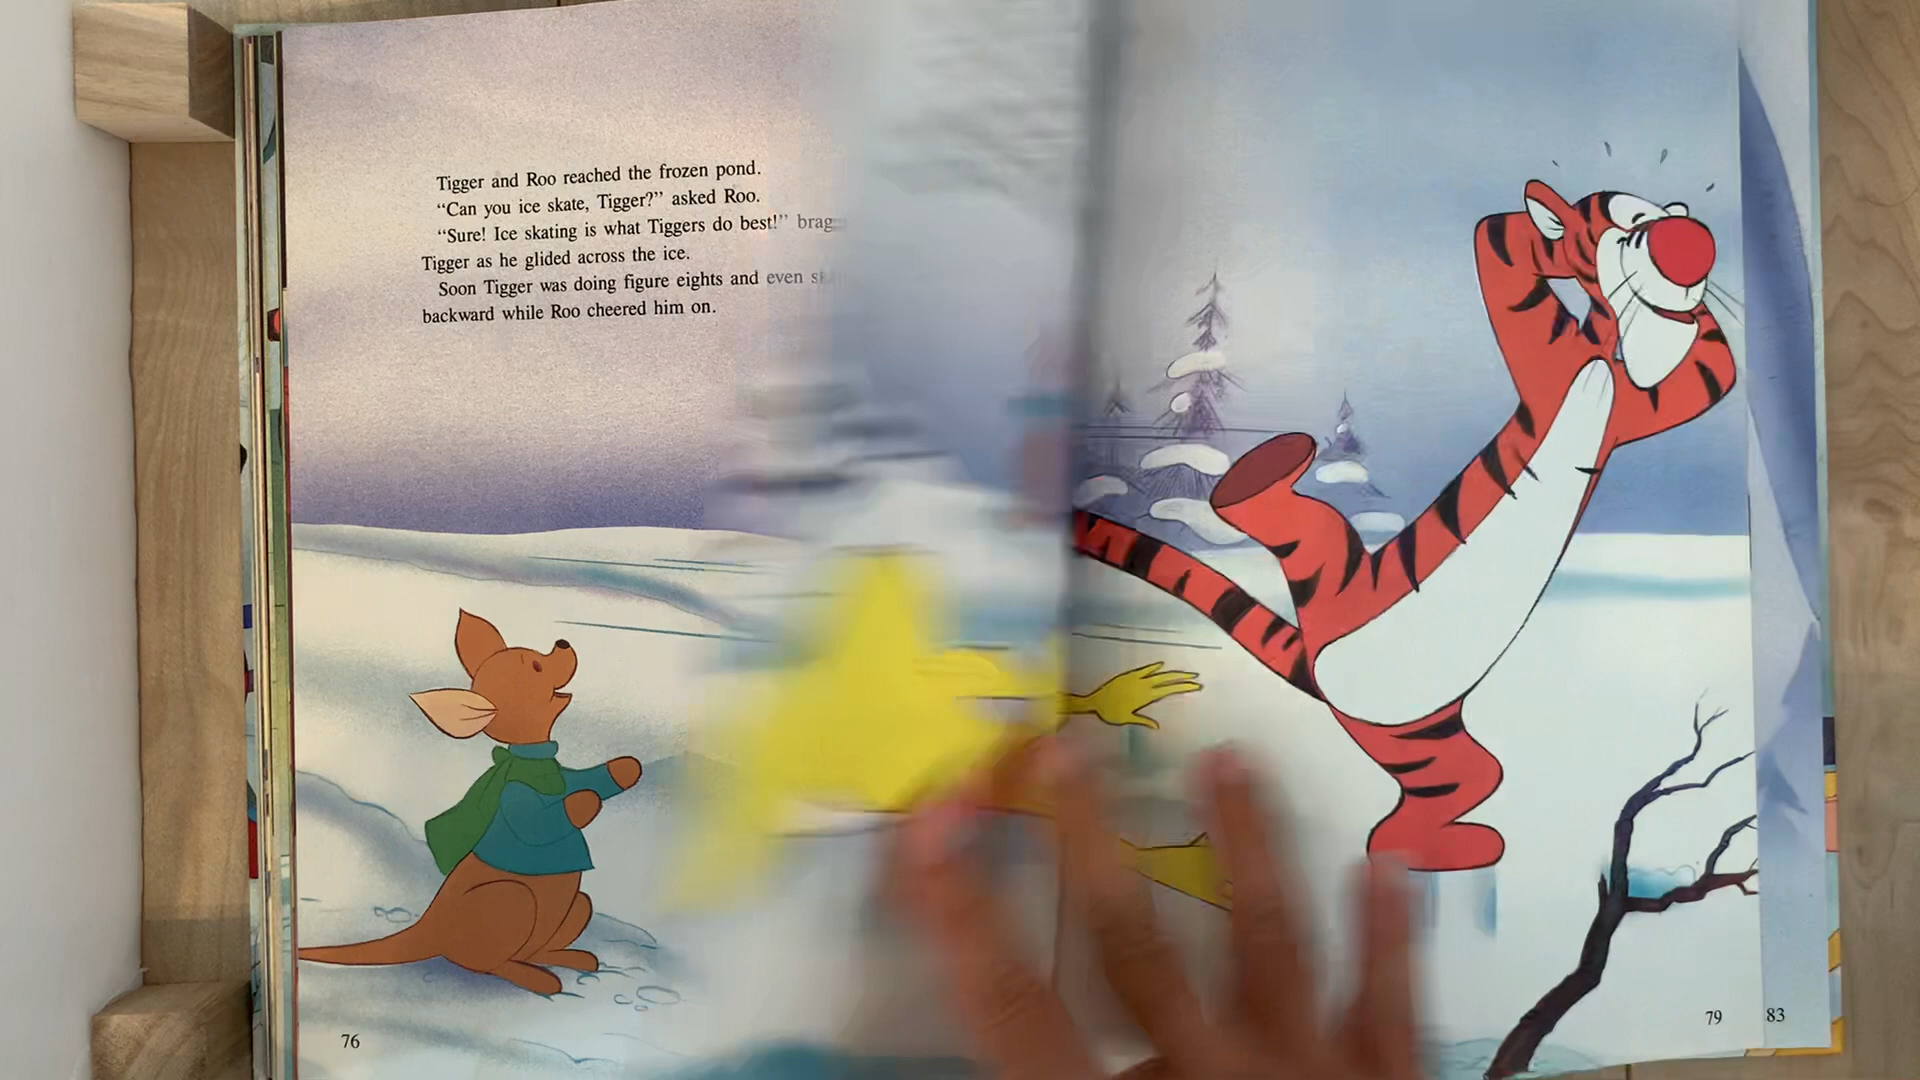 Tigger and Roo reached the frozen pond.
“Can you ice skate, Tigger?” asked Roo.
“Sure! Ice skating is what Tiggers do best!”
Tigger as he glided across the ice.
Soon Tigger was doing figure eights and even
backward while Roo cheered him on.
76
79
83